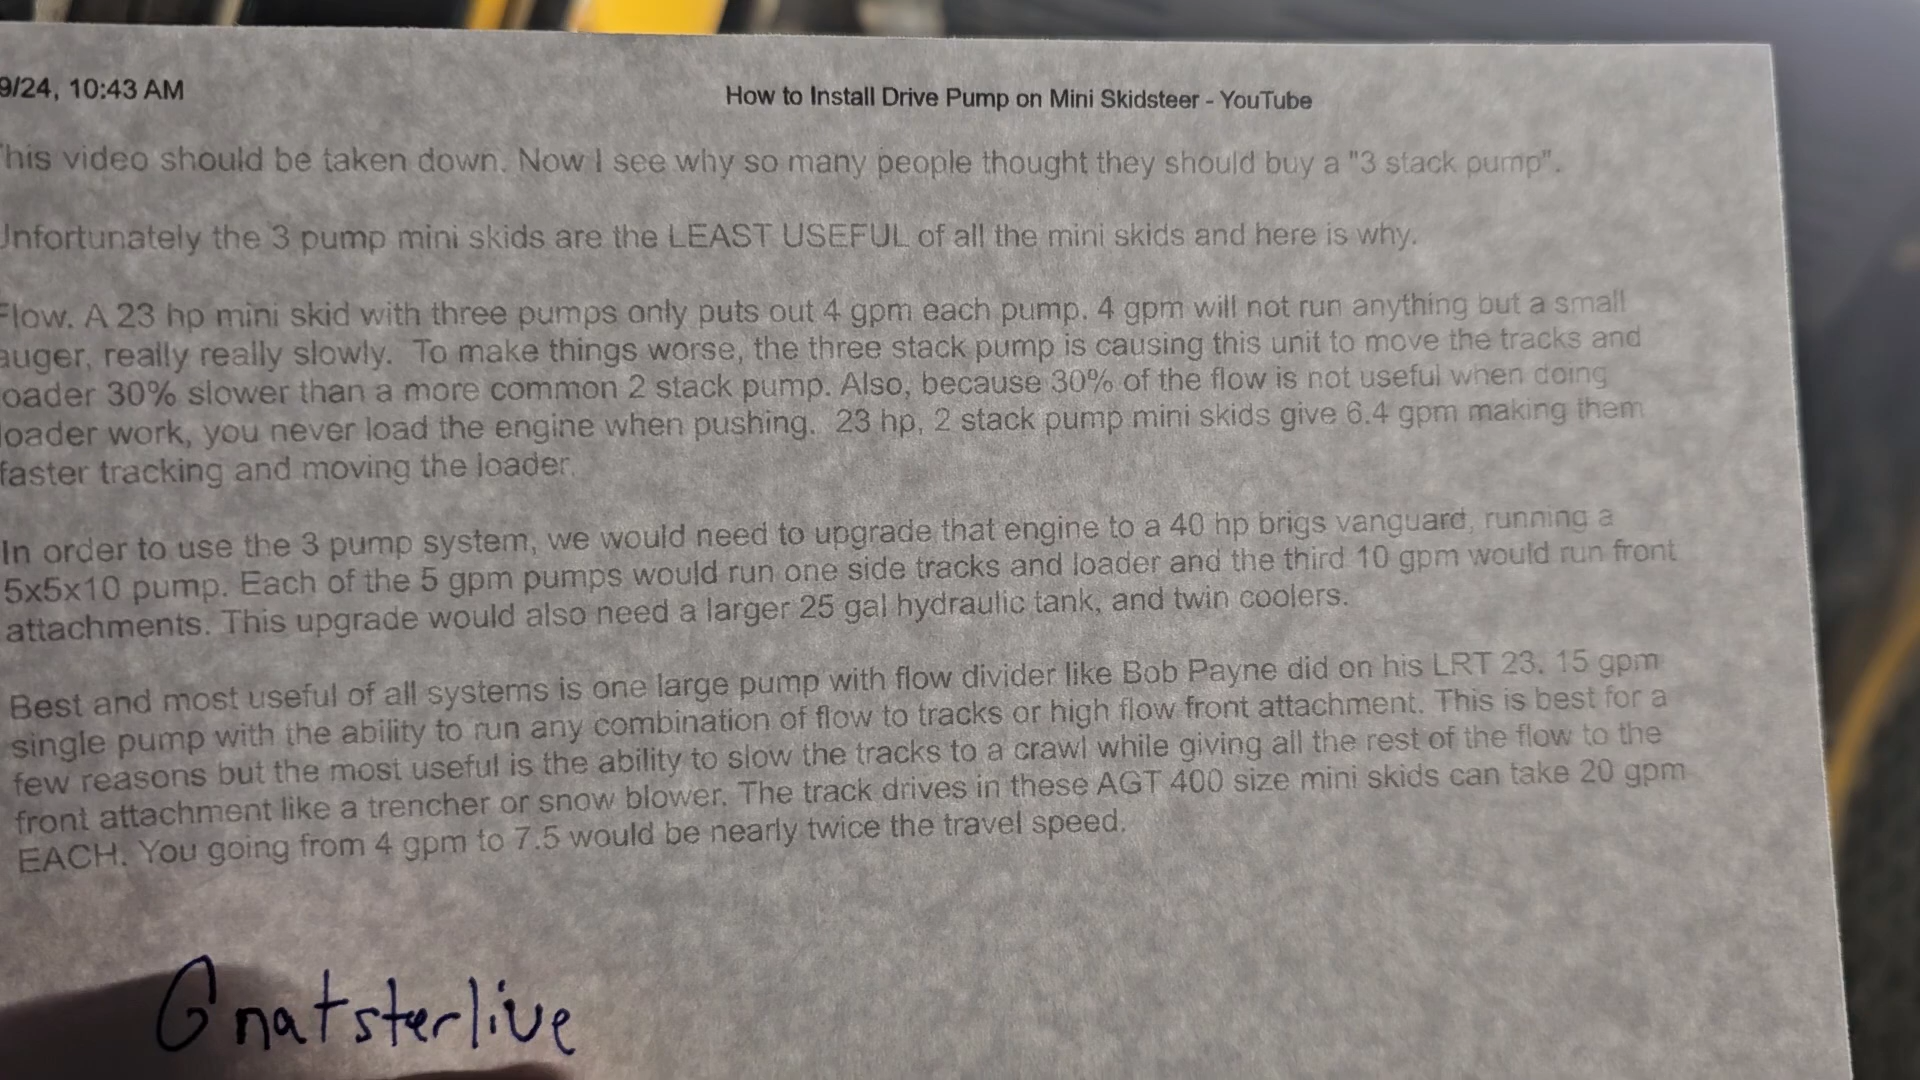 9/24, 10:43 AM
How to Install Drive Pump on Mini Skidsteer - YouTube
his video should be taken down. Now I see why so many people thought they should buy a "3 stack pump".
Unfortunately the 3 pump mini skids are the LEAST USEFUL of all the mini skids and here is why.
Flow. A 23 hp mini skid with three pumps only puts out 4 gpm each pump. 4 gpm will not run anything but a small
auger, really really slowly. To make things worse, the three stack pump is causing this unit to move the tracks and
oader 30% slower than a more common 2 stack pump. Also, because 30% of the flow is not useful when doing
loader work, you never load the engine when pushing. 23 hp, 2 stack pump mini skids give 6.4 gpm making them
faster tracking and moving the loader.
In order to use the 3 pump system, we would need to upgrade that engine to a 40 hp brigs vanguard, running a
5x5x10 pump. Each of the 5 gpm pumps would run one side tracks and loader and the third 10 gpm would run front
attachments. This upgrade would also need a larger 25 gal hydraulic tank, and twin coolers.
Best and most useful of all systems is one large pump with flow divider like Bob Payne did on his LRT 23. 15 gpm
single pump with the ability to run any combination of flow to tracks or high flow front attachment. This is best for a
few reasons but the most useful is the ability to slow the tracks to a crawl while giving all the rest of the flow to the
front attachment like a trencher or snow blower. The track drives in these AGT 400 size mini skids can take 20 gpm
EACH. You going from 4 gpm to 7.5 would be nearly twice the travel speed.
Gnatsterlive